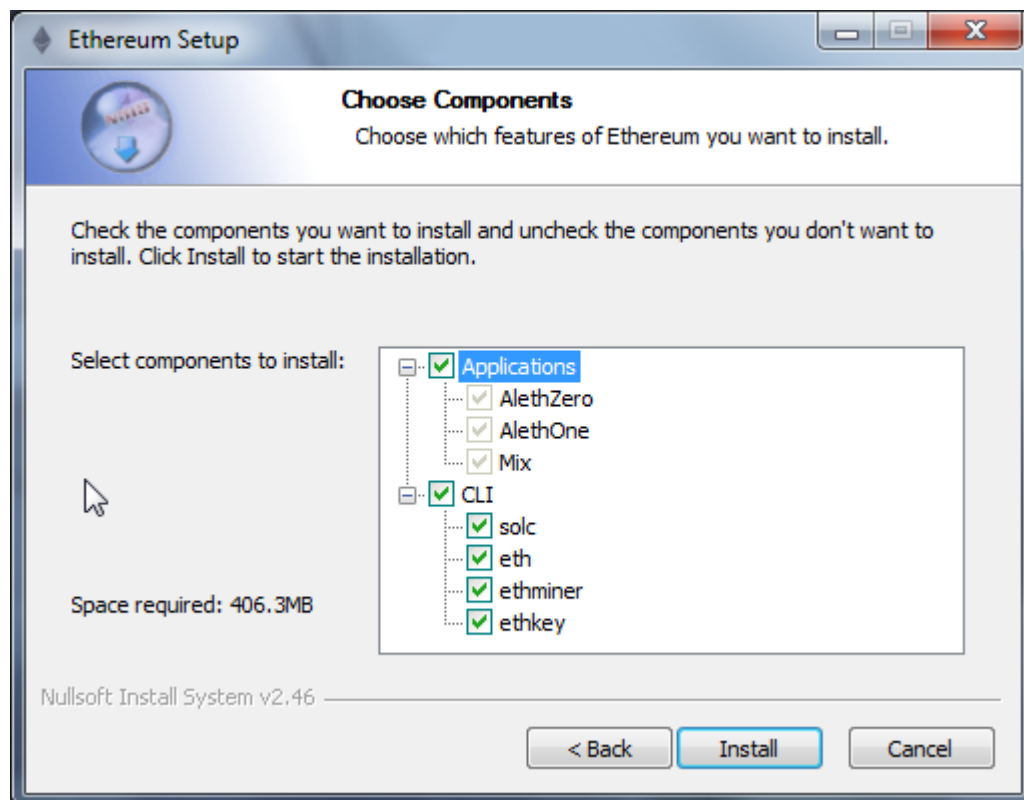 Ethereum Setup
Choose Components
Choose which features of Ethereum you want to install.
Check the components you want to install and uncheck the components you don't want to
install. Click Install to start the installation.
Select components to install:
Applications
AlethZero
AlethOne
Mix
CLI
solc
eth
ethminer
ethkey
Space required: 406.3MB
Nullsoft Install System v2.46
< Back
Install
Cancel